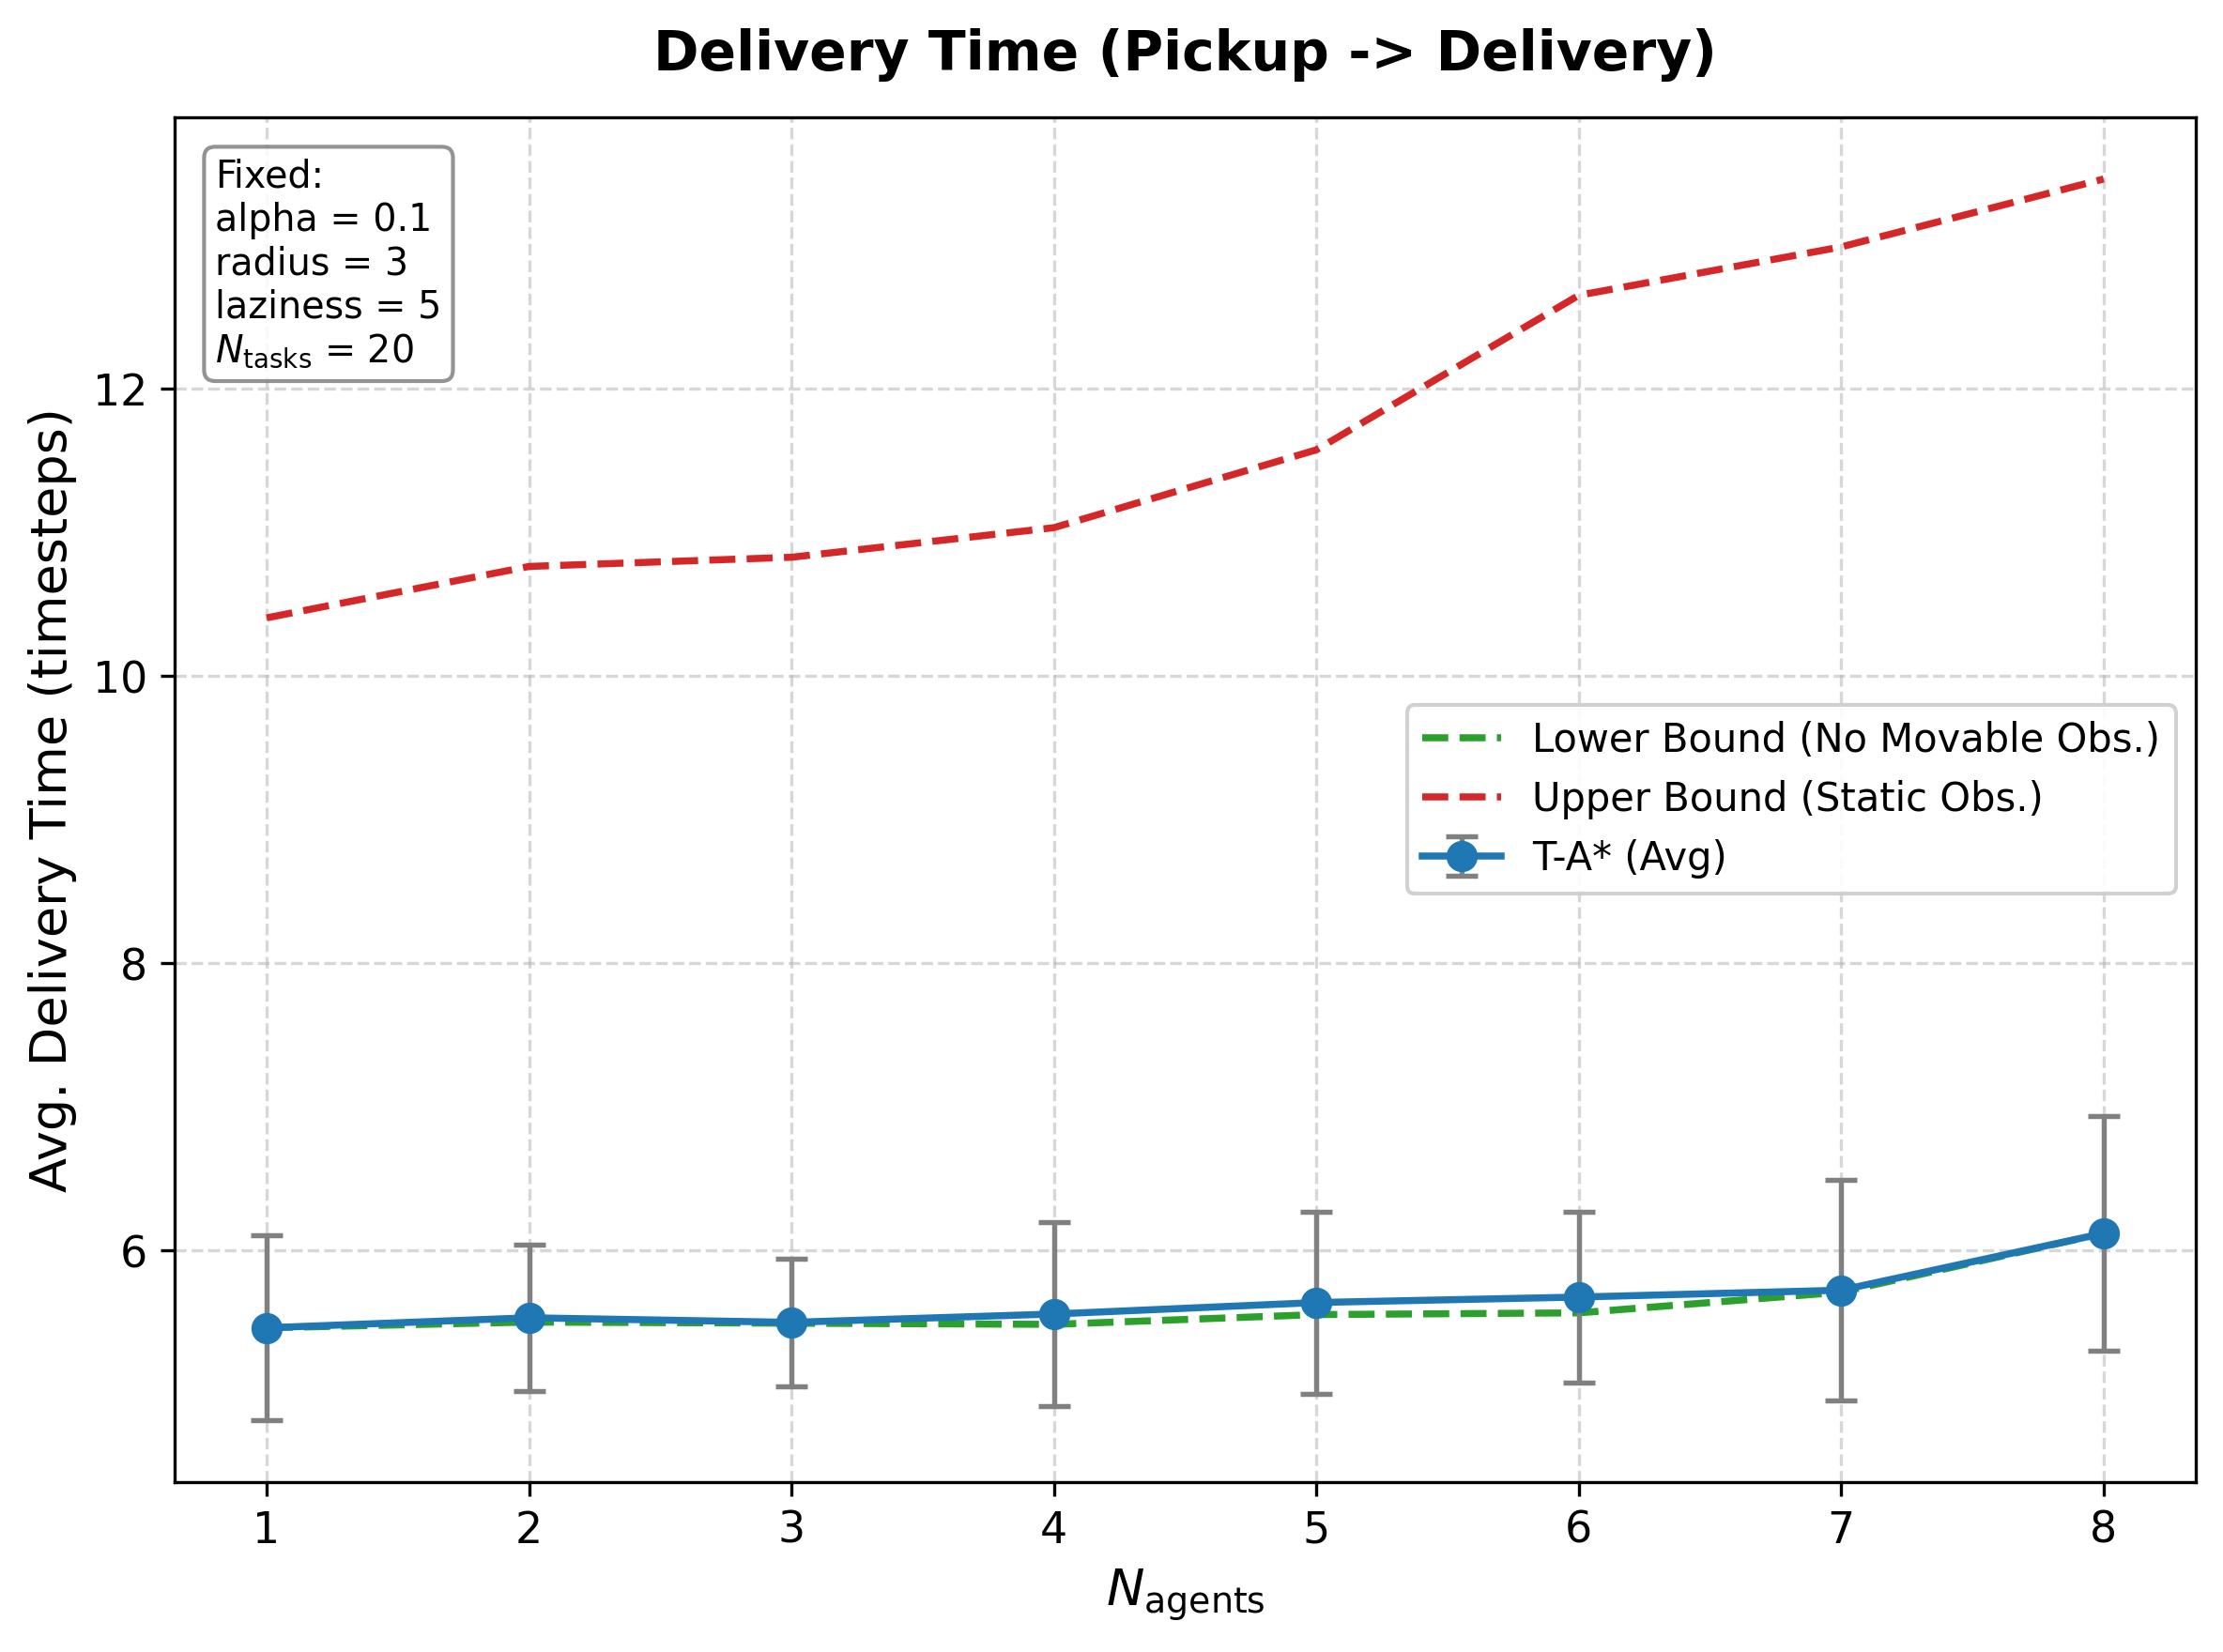 Delivery Time (Pickup -> Delivery)
Fixed:
alpha = 0.1
radius = 3
laziness = 5
N_tasks = 20
Avg. Delivery Time (timesteps)
12
10
8
6
Lower Bound (No Movable Obs.)
Upper Bound (Static Obs.)
T-A* (Avg)
1 2 3 4 5 6 7 8
N_agents